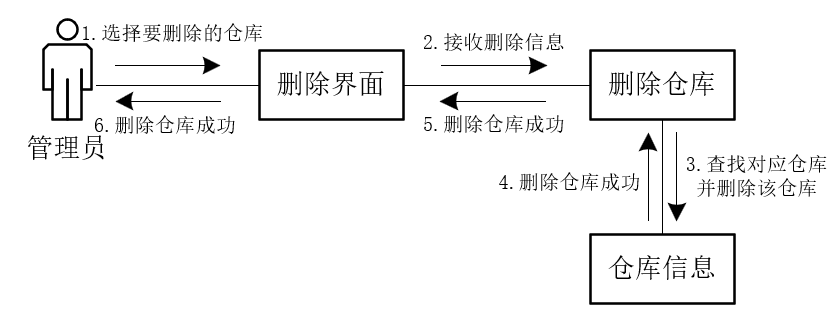 1.选择要删除的仓库
2.接收删除信息
删除界面
删除仓库
6.删除仓库成功
5.删除仓库成功
管理员
3.查找对应仓库
并删除该仓库
4.删除仓库成功
仓库信息